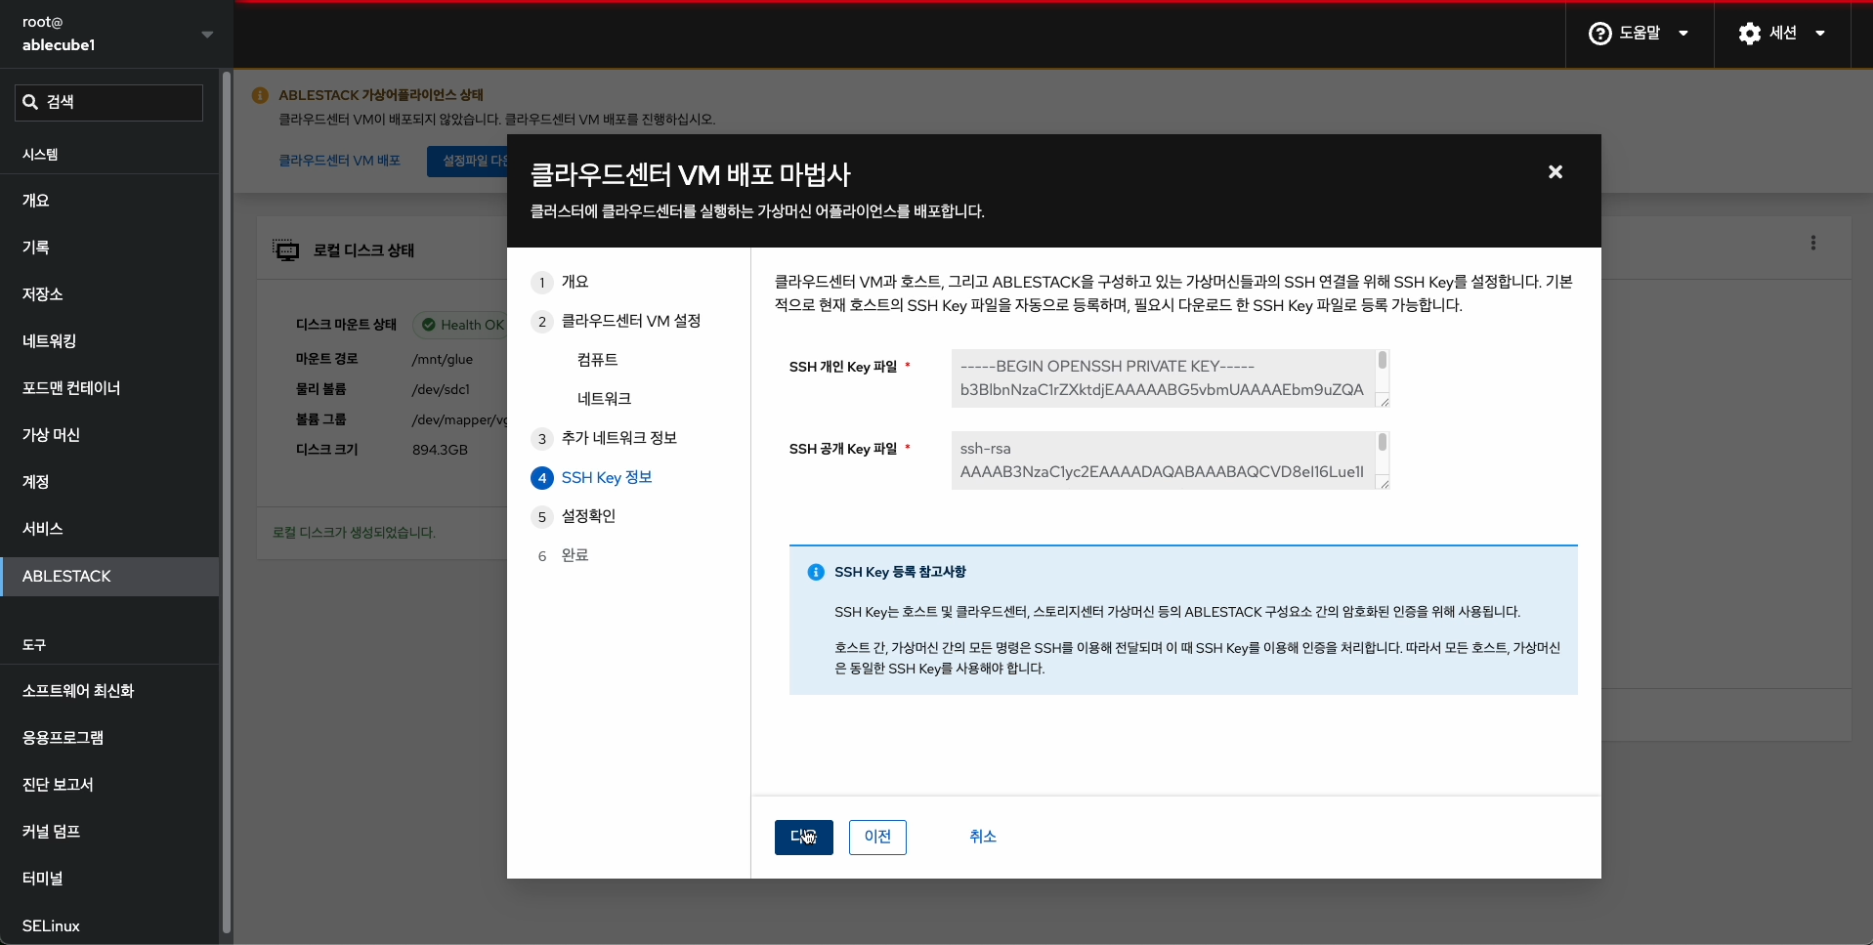 root@
ablecube1
도움말
세션
검색
시스템
개요
기록
저장소
네트워킹
포드맨 컨테이너
가상 머신
계정
서비스
ABLESTACK
도구
소프트웨어 최신화
응용프로그램
진단 보고서
커널 덤프
터미널
SELinux
ABLESTACK 가상어플라이언스 상태
클라우드센터 VM이 배포되지 않았습니다. 클라우드센터 VM 배포를 진행하십시오.
클라우드센터 VM 배포
설정파일
로컬 디스크 상태
디스크 마운트 상태 Health OK
마운트 경로 /mnt/glue
물리 볼륨 /dev/sdc1
볼륨 그룹 /dev/mapper/
디스크 크기 894.3GB
로컬 디스크가 생성되었습니다.
클라우드센터 VM 배포 마법사
클러스터에 클라우드센터를 실행하는 가상머신 어플라이언스를 배포합니다.
1 개요
2 클라우드센터 VM 설정
컴퓨트
네트워크
3 추가 네트워크 정보
4 SSH Key 정보
5 설정확인
6 완료
클라우드센터 VM과 호스트, 그리고 ABLESTACK을 구성하고 있는 가상머신들과의 SSH 연결을 위해 SSH Key를 설정합니다. 기본
적으로 현재 호스트의 SSH Key 파일을 자동으로 등록하며, 필요시 다운로드 한 SSH Key 파일로 등록 가능합니다.
SSH 개인 Key 파일 *
-----BEGIN OPENSSH PRIVATE KEY-----
b3BlbnNzaC1rZXktdjEAAAAABG5vbmUAAAAEbm9uZQA
SSH 공개 Key 파일 *
ssh-rsa
AAAAB3NzaC1yc2EAAAADAQABAAABAQCVD8eI16Lue1I
SSH Key 등록 참고사항
SSH Key는 호스트 및 클라우드센터, 스토리지센터 가상머신 등의 ABLESTACK 구성요소 간의 암호화된 인증을 위해 사용됩니다.
호스트 간, 가상머신 간의 모든 명령은 SSH를 이용해 전달되며 이 때 SSH Key를 이용해 인증을 처리합니다. 따라서 모든 호스트, 가상머신
은 동일한 SSH Key를 사용해야 합니다.
이전
취소